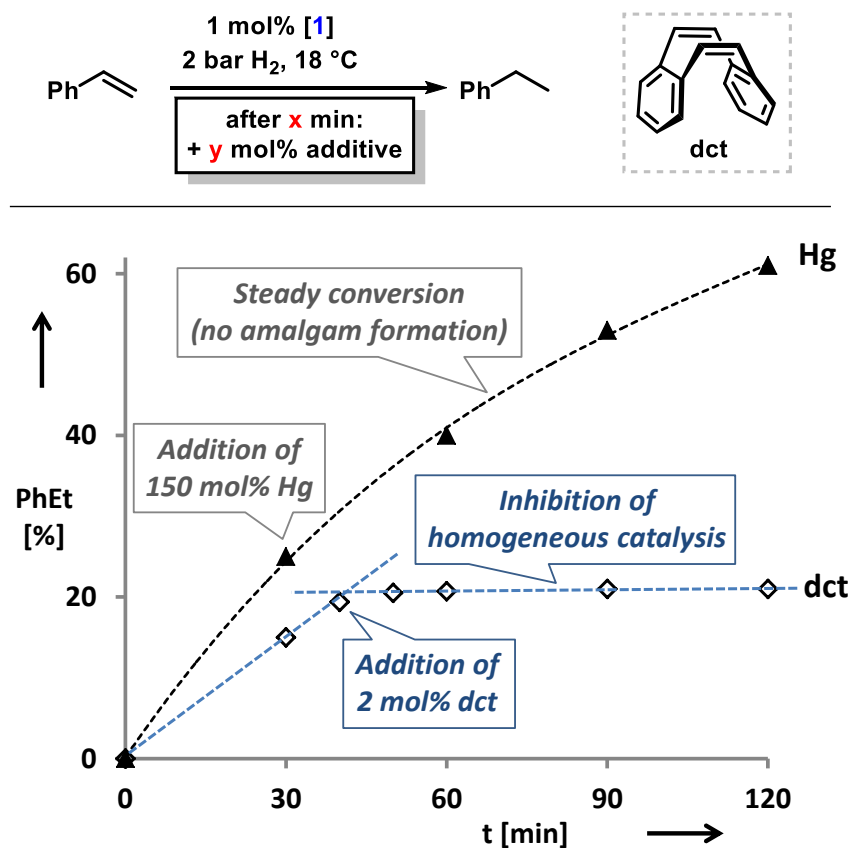 1 mol% [1]
2 bar H₂, 18 °C
Ph
Ph
after x min:
+ y mol% additive
dct
Hg
60
Steady conversion
(no amalgam formation)
Addition of
150 mol% Hg
40
PhEt
[%]
Inhibition of
homogeneous catalysis
20
dct
Addition of
2 mol% dct
0
0
30
60
90
120
t [min]